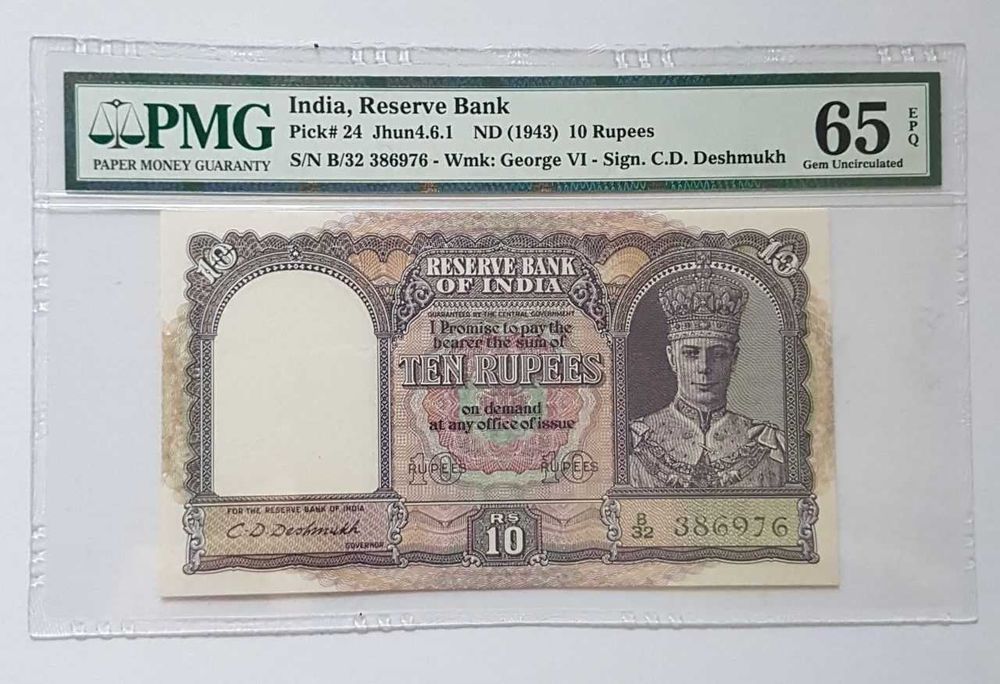 PMG
PAPER MONEY GUARANTY
India, Reserve Bank
Pick# 24 Jhun4.6.1 ND (1943) 10 Rupees
S/N B/32 386976 - Wmk: George VI - Sign. C.D. Deshmukh
65 EPQ
Gem Uncirculated
10 10
RESERVE BANK
OF INDIA
GUARANTEED BY THE CENTRAL GOVERNMENT
I Promise to pay the
bearer the sum of
TEN RUPEES
on demand
at any office of issue
10 RUPEES 10 RUPEES
FOR THE RESERVE BANK OF INDIA
C. D. Deshmukh
GOVERNOR
RS
10
B/32 386976